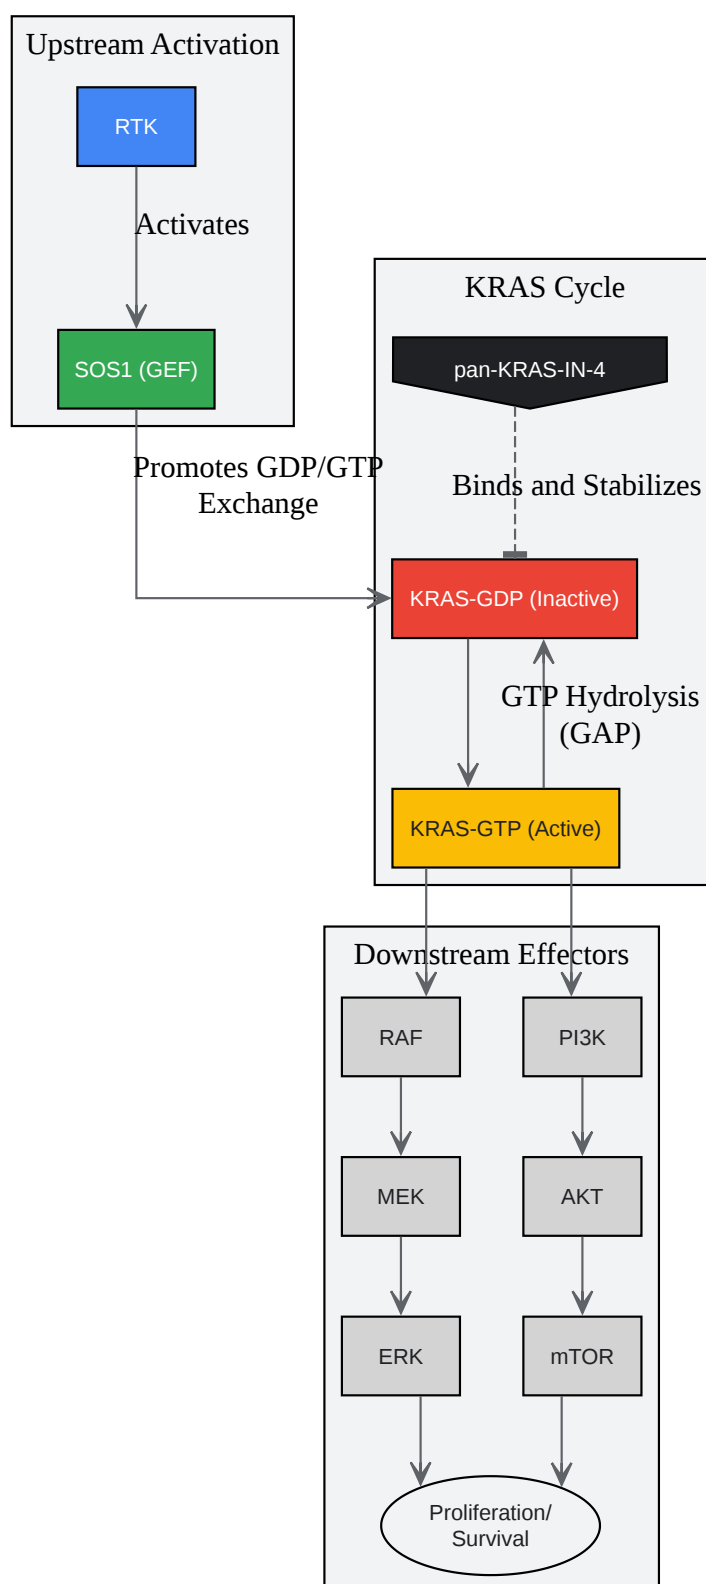 Upstream Activation
RTK
Activates
SOS1 (GEF)
Promotes GDP/GTP
Exchange
KRAS Cycle
pan-KRAS-IN-4
Binds and Stabilizes
KRAS-GDP (Inactive)
GTP Hydrolysis
(GAP)
KRAS-GTP (Active)
Downstream Effectors
RAF
PI3K
MEK
AKT
ERK
mTOR
Proliferation/
Survival